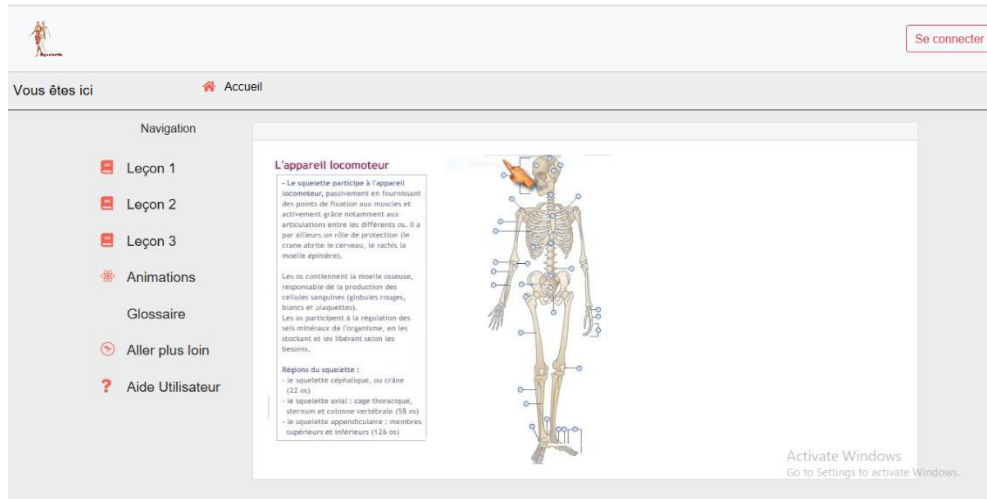 Se connecter
Vous êtes ici
Accueil
Navigation
Leçon 1
Leçon 2
Leçon 3
Animations
Glossaire
Aller plus loin
Aide Utilisateur
L'appareil locomoteur
- Le squelette participe à l'appareil
locomoteur, passivement en fournissant
des points de fixation aux muscles et
activement grâce notamment aux
articulations entre les différents os. Il a
par ailleurs un rôle de protection (le
crane abrite le cerveau, le rachis la
moelle épinière).
Les os contiennent la moelle osseuse,
responsable de la production des
cellules sanguines (globules rouges,
blancs et plaquettes).
Les os participent à la régulation des
sels minéraux de l'organisme, en les
stockant et les libérant selon les
besoins.
Régions du squelette :
- le squelette céphalique, ou crâne
(22 os)
- le squelette axial : cage thoracique,
sternum et colonne vertébrale (58 os)
- le squelette appendiculaire : membres
supérieurs et inférieurs (126 os)
Activate Windows
Go to Settings to activate Windows.